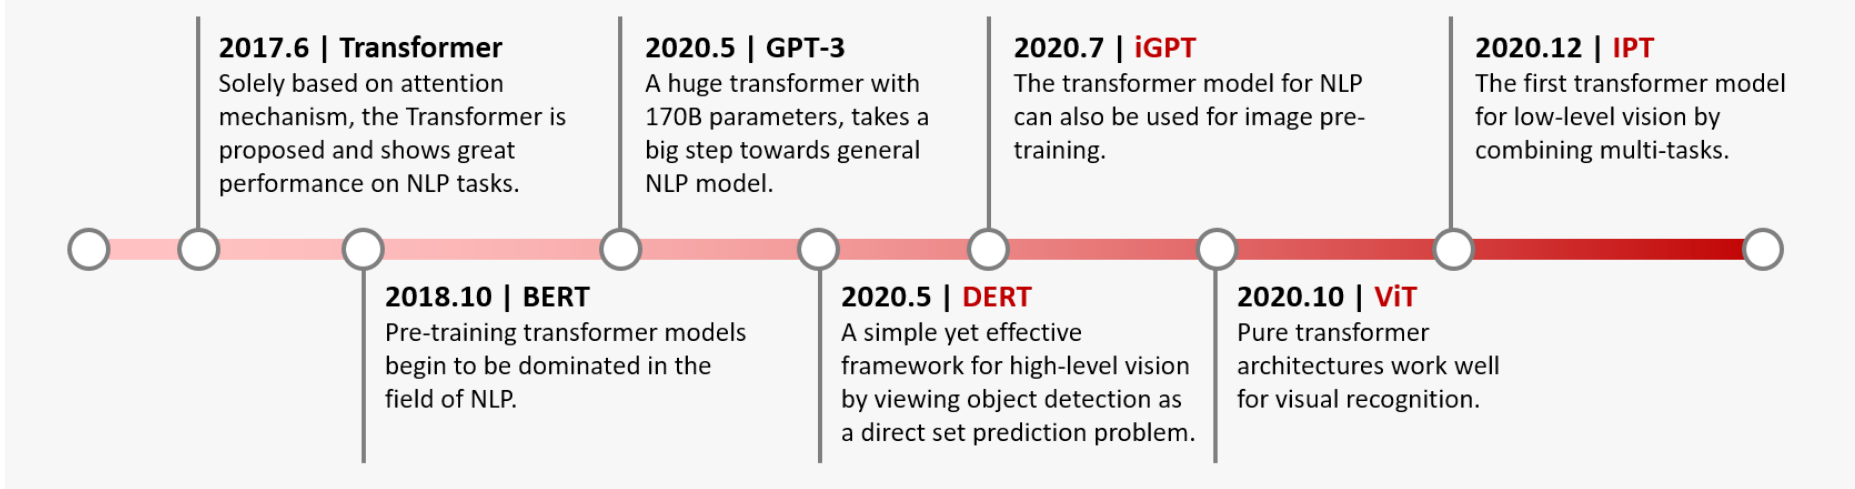 2017.6 | Transformer
Solely based on attention
mechanism, the Transformer is
proposed and shows great
performance on NLP tasks.
2018.10 | BERT
Pre-training transformer models
begin to be dominated in the
field of NLP.
2020.5 | GPT-3
A huge transformer with
170B parameters, takes a
big step towards general
NLP model.
2020.5 | DERT
A simple yet effective
framework for high-level vision
by viewing object detection as
a direct set prediction problem.
2020.7 | iGPT
The transformer model for NLP
can also be used for image pre-
training.
2020.10 | ViT
Pure transformer
architectures work well
for visual recognition.
2020.12 | IPT
The first transformer model
for low-level vision by
combining multi-tasks.